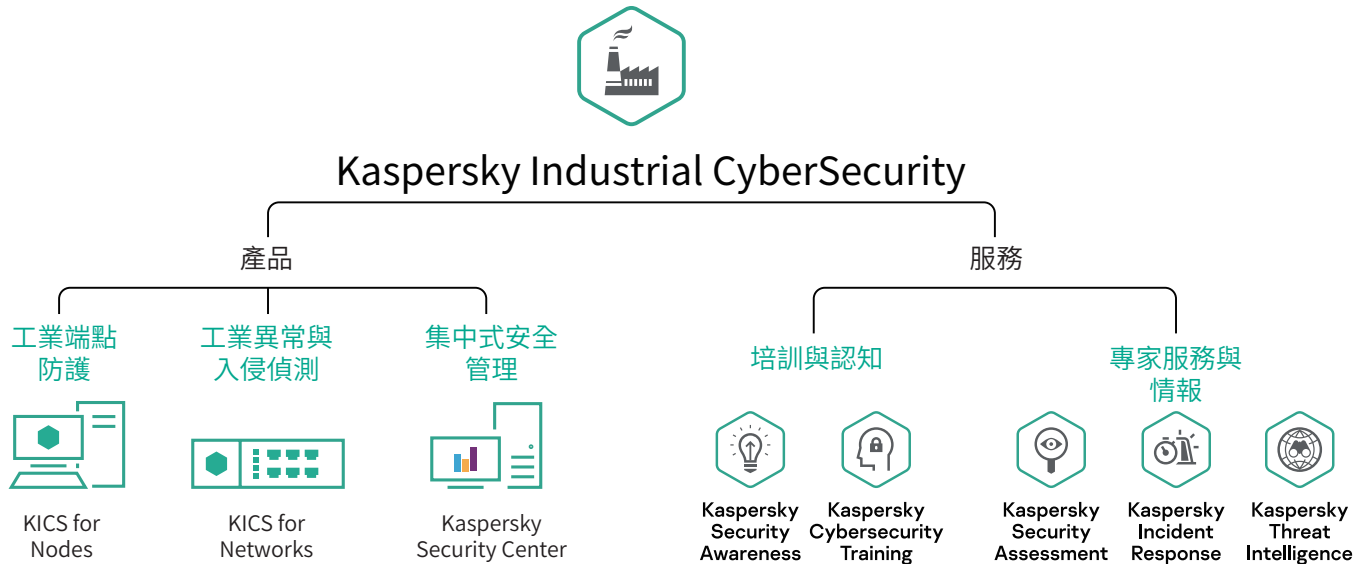 Kaspersky Industrial CyberSecurity
產品
工業端點
防護
KICS for
Nodes
工業異常與
入侵偵測
KICS for
Networks
集中式安全
管理
Kaspersky
Security Center
服務
培訓與認知
Kaspersky
Security
Awareness
Kaspersky
Cybersecurity
Training
專家服務與
情報
Kaspersky
Security
Assessment
Kaspersky
Incident
Response
Kaspersky
Threat
Intelligence